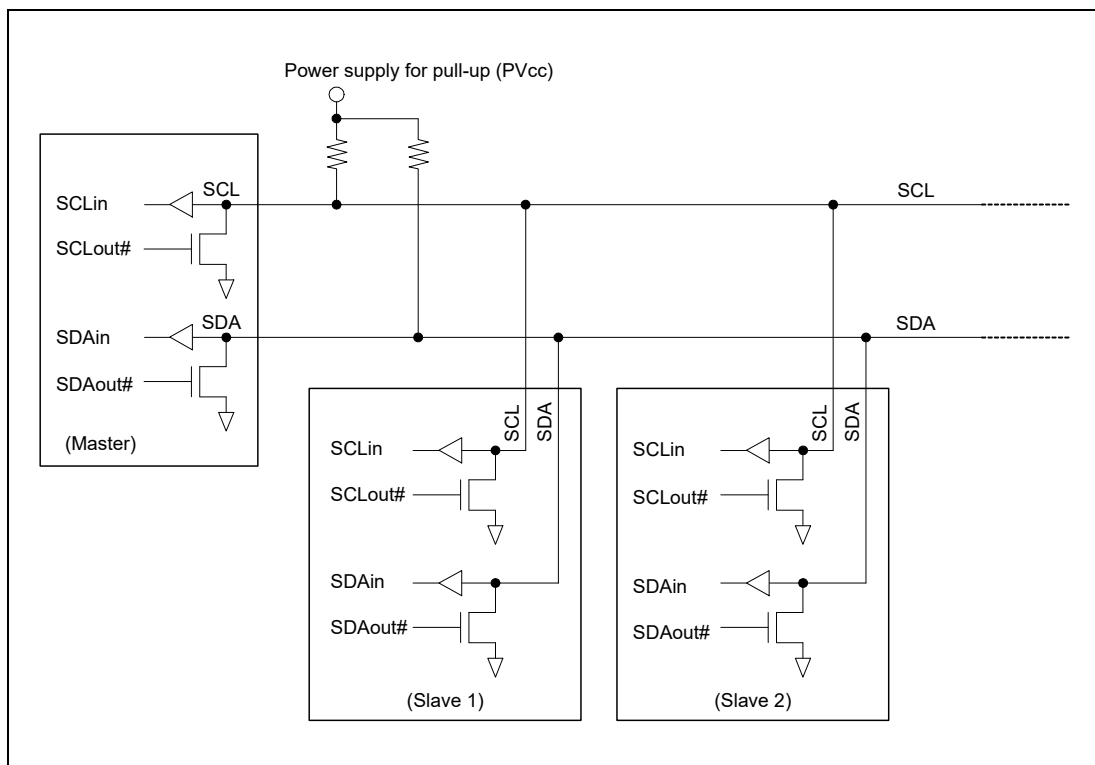 Power supply for pull-up (PVcc)
SCLin
SCL
SCLout#
SDAin
SDA
SDAout#
(Master)
SCL
SDA
SCL
SDA
SCLin
SCLout#
SDAin
SDAout#
(Slave 1)
SCL
SDA
SCLin
SCLout#
SDAin
SDAout#
(Slave 2)